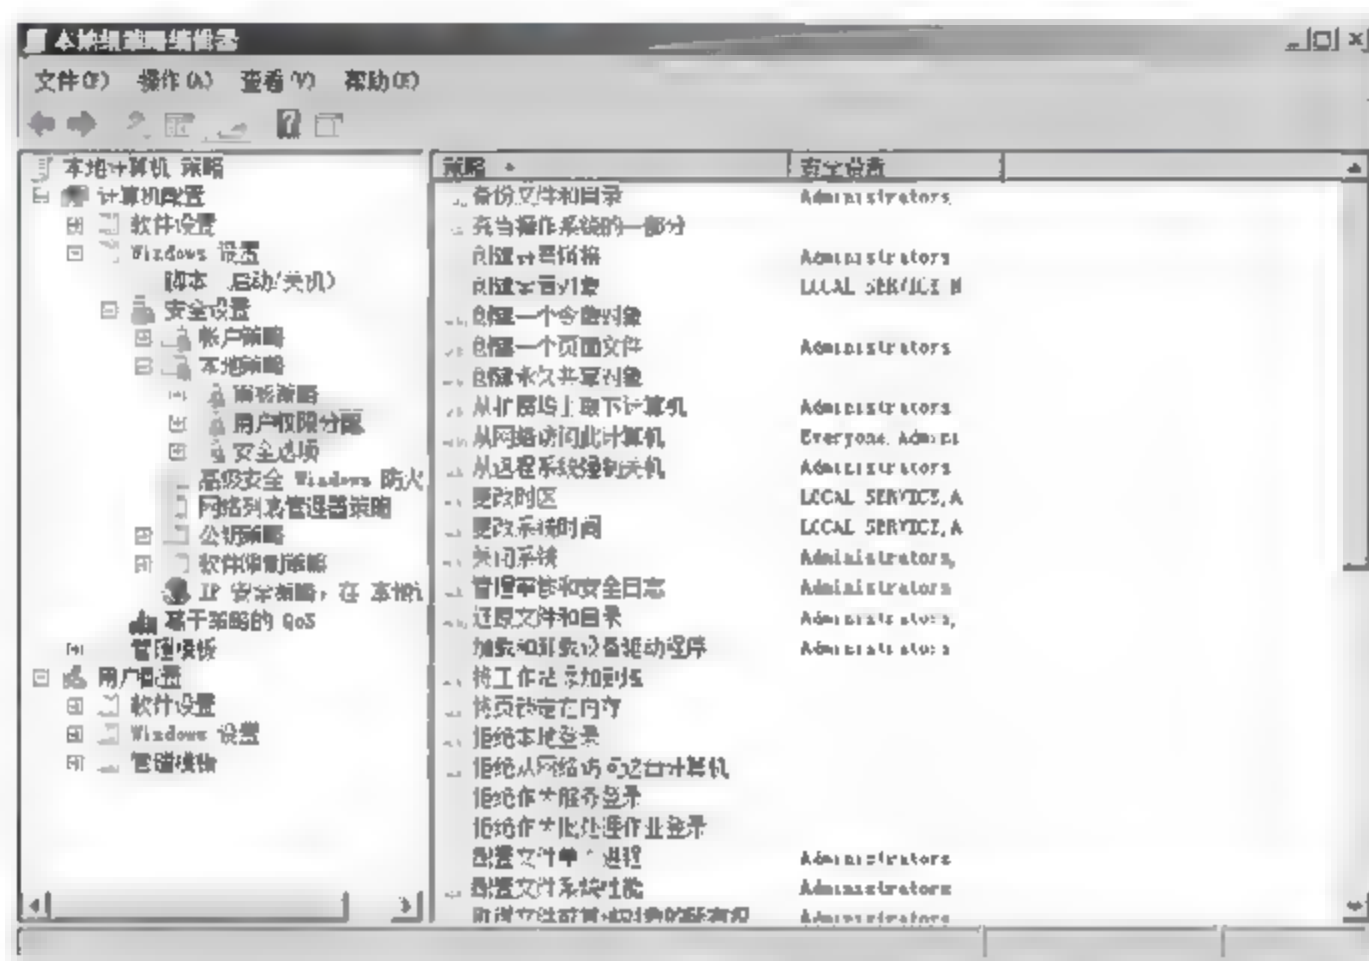 本地组策略编辑器
文件(F) 操作(A) 查看(V) 帮助(H)
本地计算机 策略
计算机配置
软件设置
Windows 设置
脚本(启动/关机)
安全设置
帐户策略
本地策略
审核策略
用户权限分配
安全选项
高级安全 Windows 防火
网络列表管理器策略
公钥策略
软件限制策略
IP 安全策略,在 本地
基于策略的 QoS
管理模板
用户配置
软件设置
Windows 设置
管理模板
策略 安全设置
备份文件和目录 Administrators,
充当操作系统的一部分
创建符号链接 Administrators
创建全局对象 LOCAL SERVICE,N
创建一个令牌对象
创建一个页面文件 Administrators
创建永久共享对象
从扩展坞上取下计算机 Administrators
从网络访问此计算机 Everyone,Admini
从远程系统强制关机 Administrators
更改时区 LOCAL SERVICE,A
更改系统时间 LOCAL SERVICE,A
关闭系统 Administrators,
管理审核和安全日志 Administrators
还原文件和目录 Administrators,
加载和卸载设备驱动程序 Administrators
将工作站添加到域
将页锁定在内存
拒绝本地登录
拒绝从网络访问这台计算机
拒绝作为服务登录
拒绝作为批处理作业登录
配置文件单个进程 Administrators
配置文件系统性能 Administrators
取得文件或其他对象的所有权 Administrators